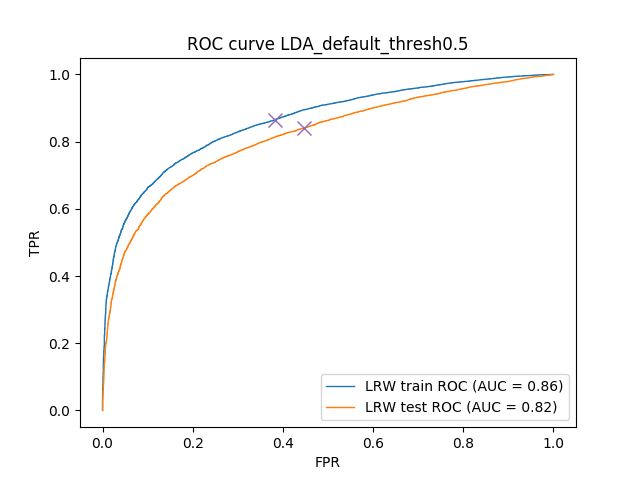 ROC curve LDA_default_thresh0.5
TPR
1.0
0.8
0.6
0.4
0.2
0.0
LRW train ROC (AUC = 0.86)
LRW test ROC (AUC = 0.82)
0.0 0.2 0.4 0.6 0.8 1.0
FPR